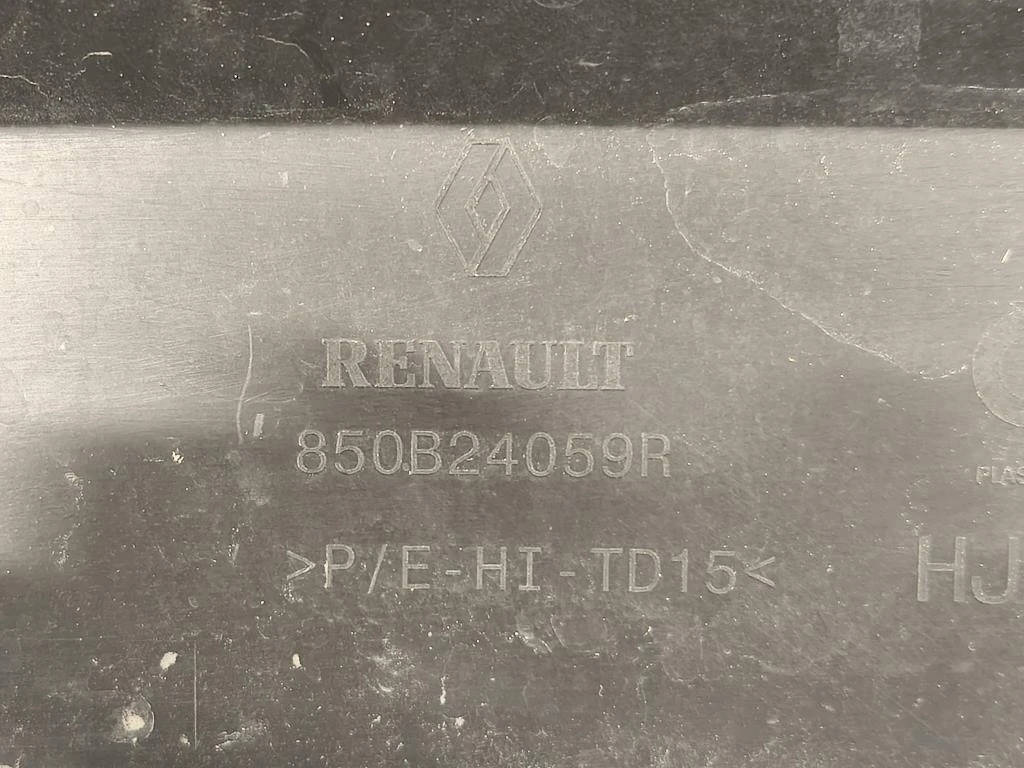 RENAULT
850B24059R
>P/E-HI-TD15<
HJ